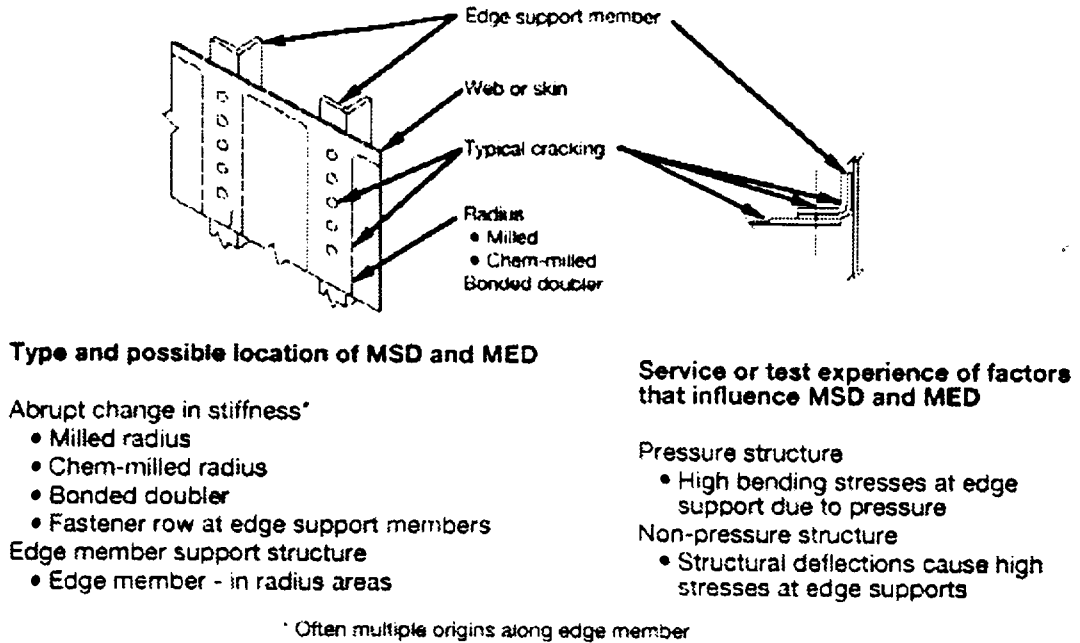 Edge support member
Web or skin
Typical cracking
Radius
• Milled
• Chem-milled
Bonded doubler
Type and possible location of MSD and MED
Abrupt change in stiffness*
• Milled radius
• Chem-milled radius
• Bonded doubler
• Fastener row at edge support members
Edge member support structure
• Edge member - in radius areas
Service or test experience of factors
that influence MSD and MED
Pressure structure
• High bending stresses at edge
support due to pressure
Non-pressure structure
• Structural deflections cause high
stresses at edge supports
* Often multiple origins along edge member